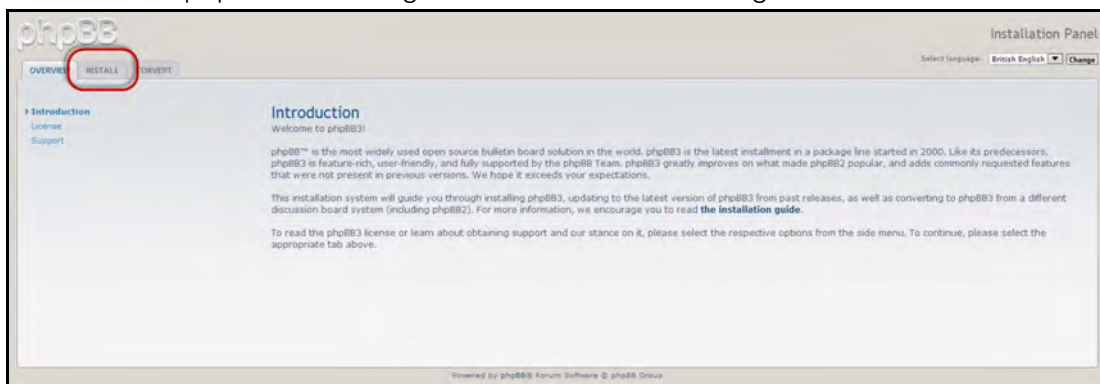 phpBB
Installation Panel
Select language: British English Change
OVERVIEW INSTALL CONVERT
Introduction
License
Support
Introduction
Welcome to phpBB3!
phpBB™ is the most widely used open source bulletin board solution in the world. phpBB3 is the latest installment in a package line started in 2000. Like its predecessors,
phpBB3 is feature-rich, user-friendly, and fully supported by the phpBB Team. phpBB3 greatly improves on what made phpBB2 popular, and adds commonly requested features
that were not present in previous versions. We hope it exceeds your expectations.
This installation system will guide you through installing phpBB3, updating to the latest version of phpBB3 from past releases, as well as converting to phpBB3 from a different
discussion board system (including phpBB2). For more information, we encourage you to read the installation guide.
To read the phpBB3 license or learn about obtaining support and our stance on it, please select the respective options from the side menu. To continue, please select the
appropriate tab above.
Powered by phpBB® Forum Software © phpBB Group